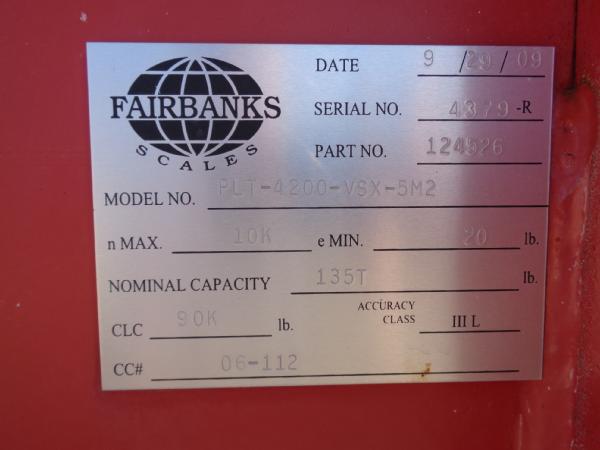 FAIRBANKS
SCALES
DATE 9/29/09
SERIAL NO. 4379-R
PART NO. 124526
MODEL NO. PLT-4200-VSX-5M2
n MAX. 10K e MIN. 20 lb.
NOMINAL CAPACITY 135T lb.
CLC 90K lb. ACCURACY CLASS III L
CC# 06-112